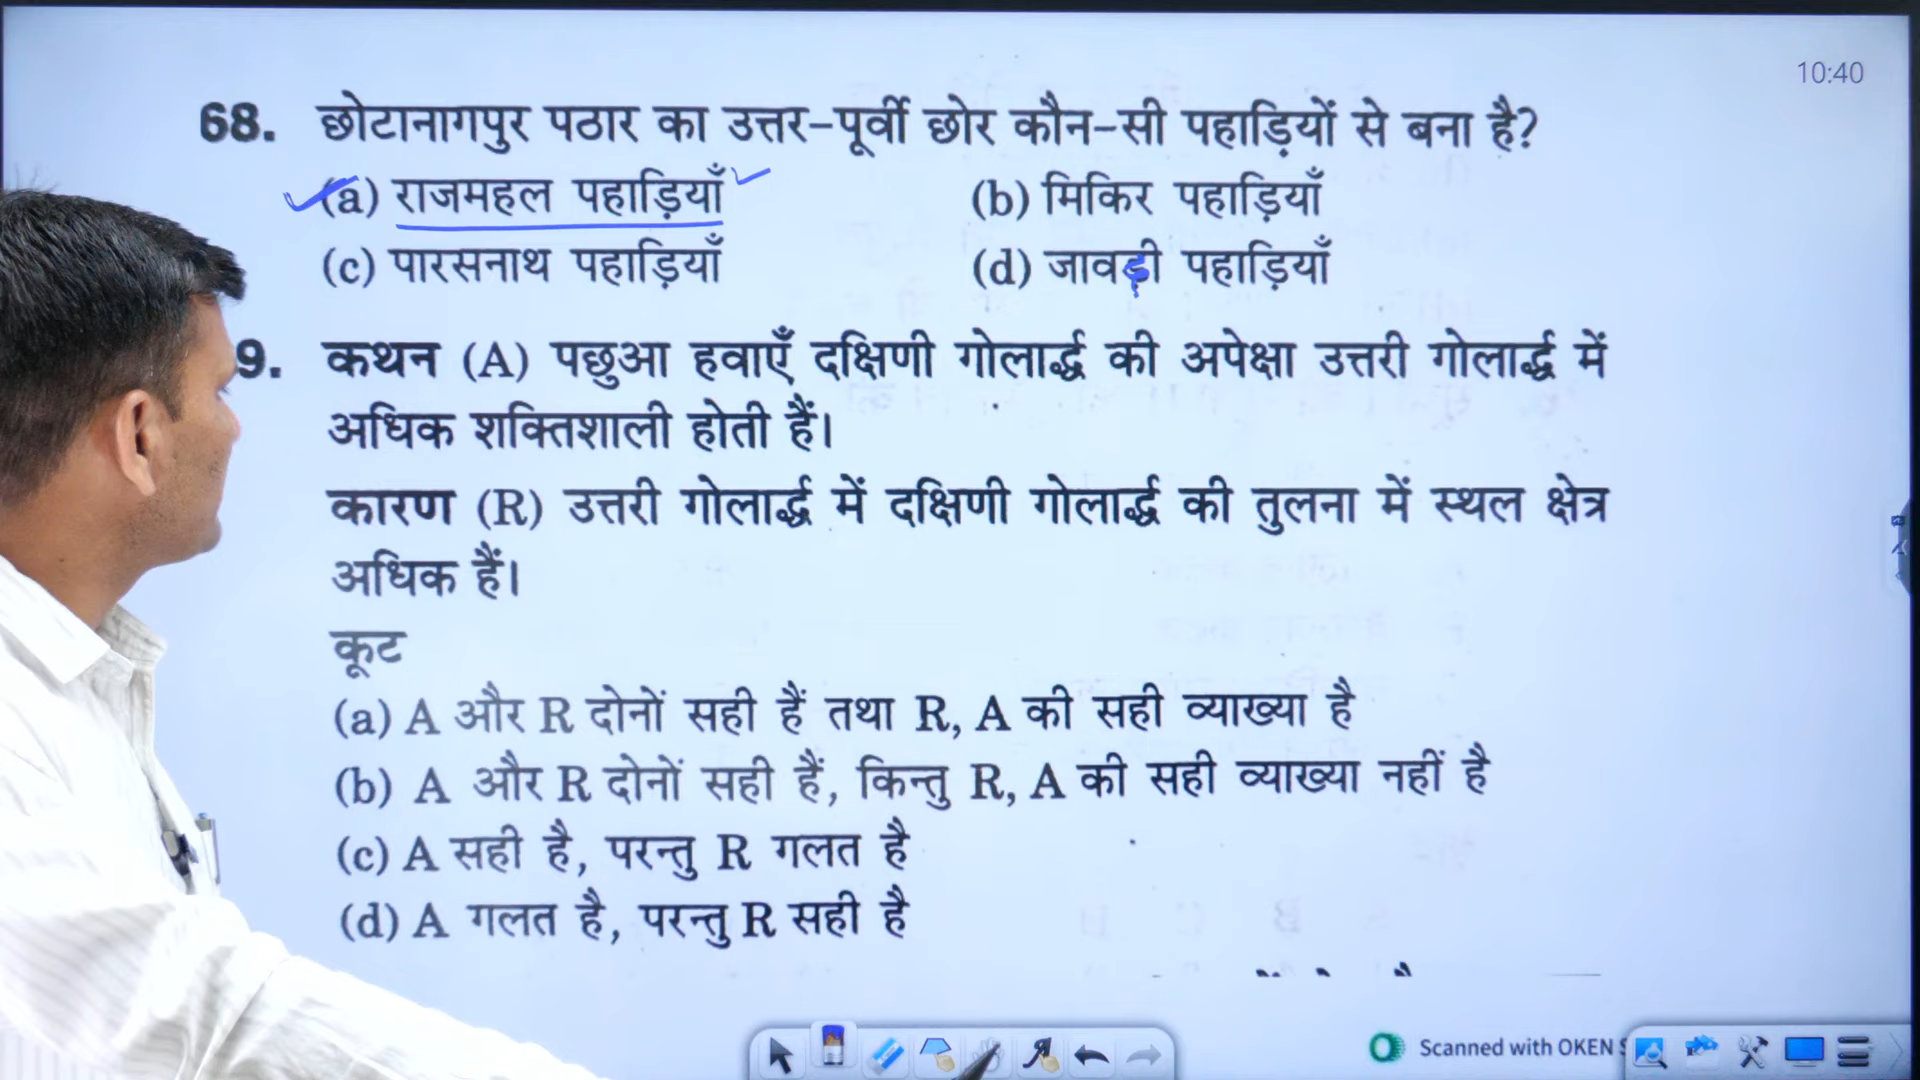 10:40
68. छोटानागपुर पठार का उत्तर-पूर्वी छोर कौन-सी पहाड़ियों से बना है?
(a) राजमहल पहाड़ियाँ (b) मिकिर पहाड़ियाँ
(c) पारसनाथ पहाड़ियाँ (d) जावड़ी पहाड़ियाँ
9. कथन (A) पछुआ हवाएँ दक्षिणी गोलार्द्ध की अपेक्षा उत्तरी गोलार्द्ध में
अधिक शक्तिशाली होती हैं।
कारण (R) उत्तरी गोलार्द्ध में दक्षिणी गोलार्द्ध की तुलना में स्थल क्षेत्र
अधिक हैं।
कूट
(a) A और R दोनों सही हैं तथा R, A की सही व्याख्या है
(b) A और R दोनों सही हैं, किन्तु R, A की सही व्याख्या नहीं है
(c) A सही है, परन्तु R गलत है
(d) A गलत है, परन्तु R सही है
Scanned with OKEN S